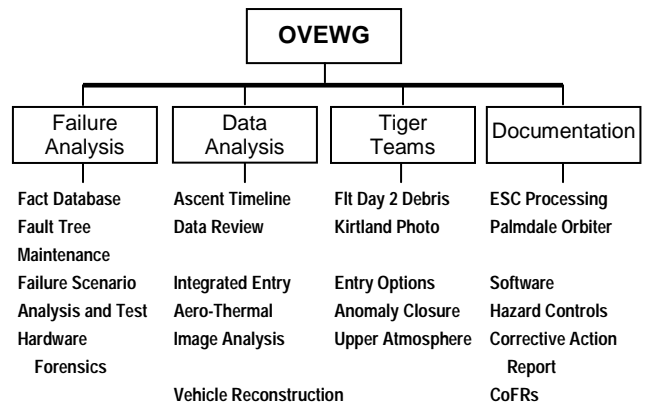 OVEWG
Failure
Analysis
Data
Analysis
Tiger
Teams
Documentation
Fact Database
Fault Tree
Maintenance
Failure Scenario
Analysis and Test
Hardware
Forensics
Ascent Timeline
Data Review
Integrated Entry
Aero-Thermal
Image Analysis
Vehicle Reconstruction
Flt Day 2 Debris
Kirtland Photo
Entry Options
Anomaly Closure
Upper Atmosphere
ESC Processing
Palmdale Orbiter
Software
Hazard Controls
Corrective Action
Report
CoFRs